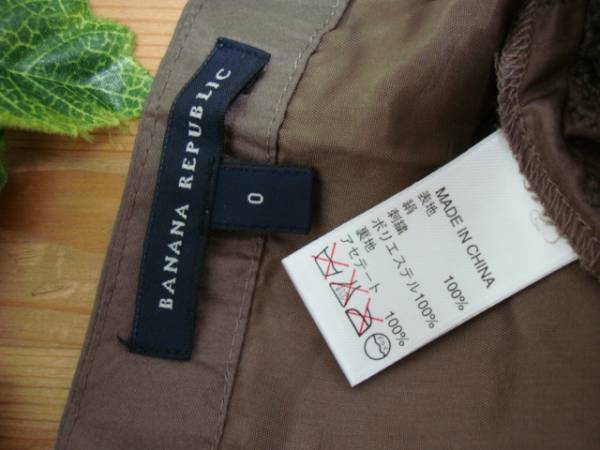 BANANA REPUBLIC
0
MADE IN CHINA
表地
絹 100%
刺繍
ポリエステル100%
裏地
アセテート 100%